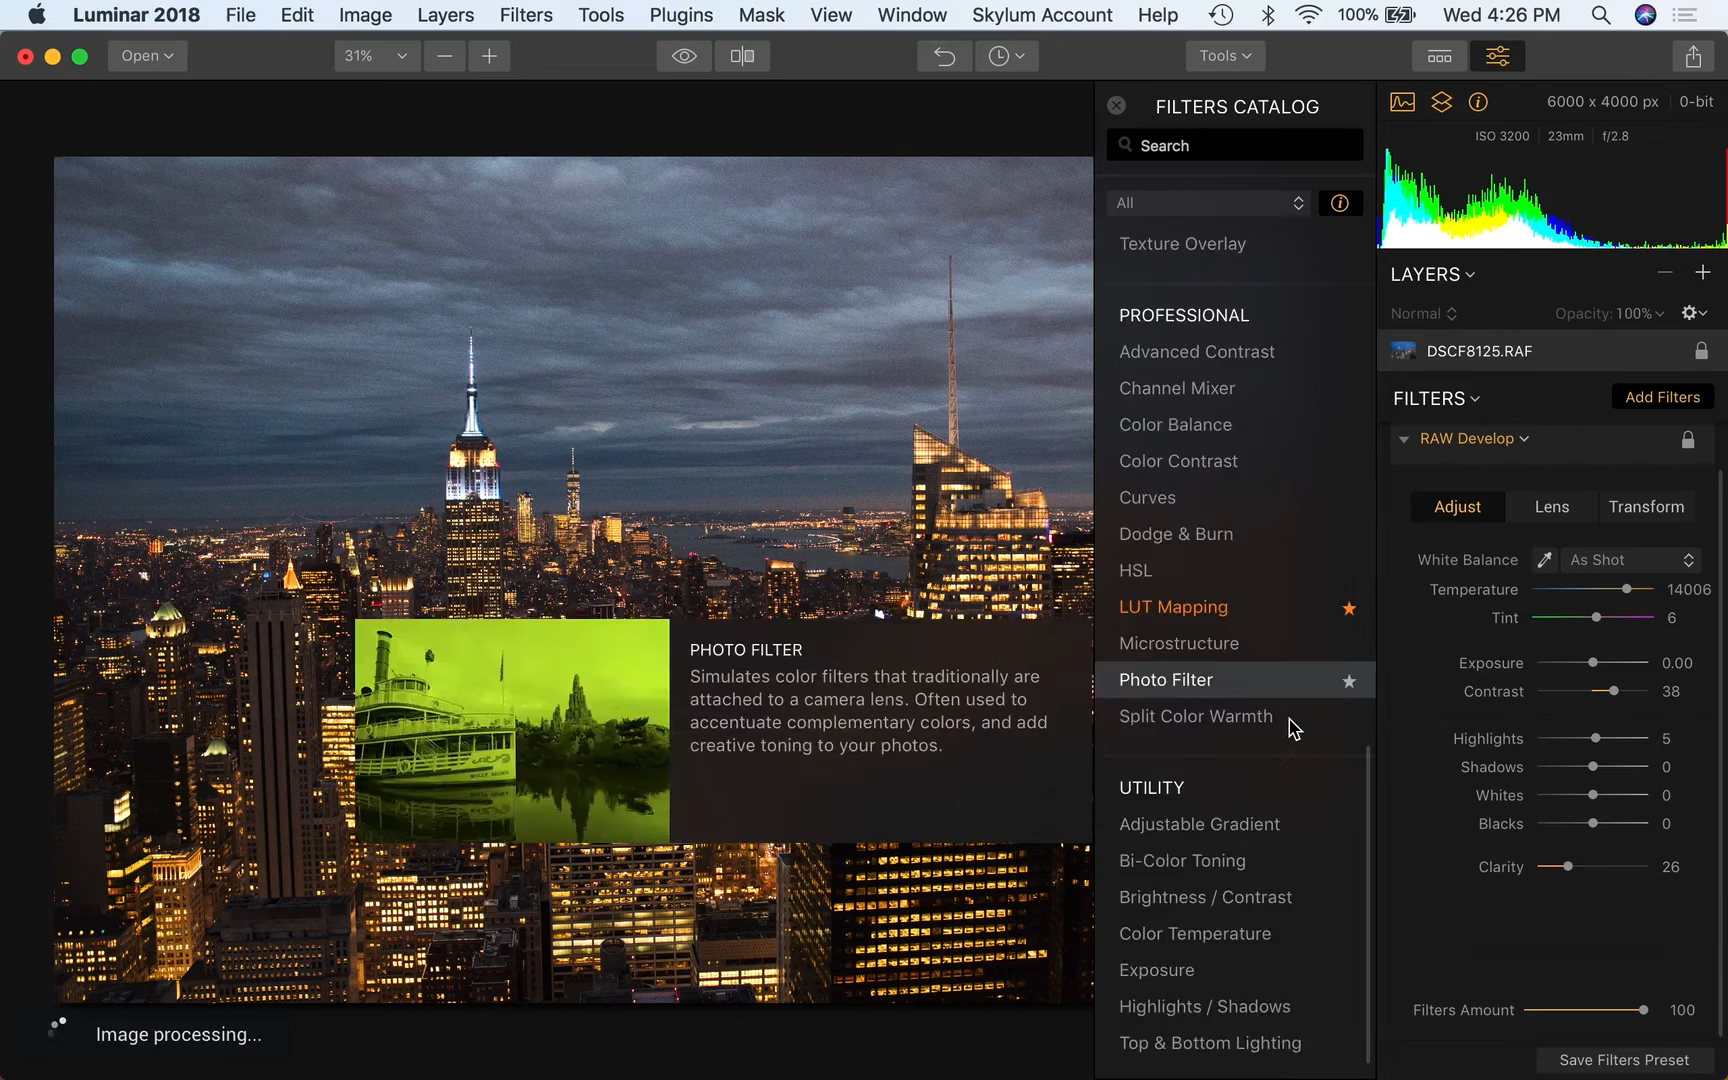 Luminar 2018 File Edit Image Layers Filters Tools Plugins Mask View Window Skylum Account Help 100% Wed 4:26 PM
Open 31% Tools
FILTERS CATALOG
Search
All
Texture Overlay
PROFESSIONAL
Advanced Contrast
Channel Mixer
Color Balance
Color Contrast
Curves
Dodge & Burn
HSL
LUT Mapping
Microstructure
Photo Filter
Split Color Warmth
UTILITY
Adjustable Gradient
Bi-Color Toning
Brightness / Contrast
Color Temperature
Exposure
Highlights / Shadows
Top & Bottom Lighting
PHOTO FILTER
Simulates color filters that traditionally are
attached to a camera lens. Often used to
accentuate complementary colors, and add
creative toning to your photos.
Image processing...
6000 x 4000 px 0-bit
ISO 3200 23mm f/2.8
LAYERS
Normal Opacity: 100%
DSCF8125.RAF
FILTERS Add Filters
RAW Develop
Adjust Lens Transform
White Balance As Shot
Temperature 14006
Tint 6
Exposure 0.00
Contrast 38
Highlights 5
Shadows 0
Whites 0
Blacks 0
Clarity 26
Filters Amount 100
Save Filters Preset